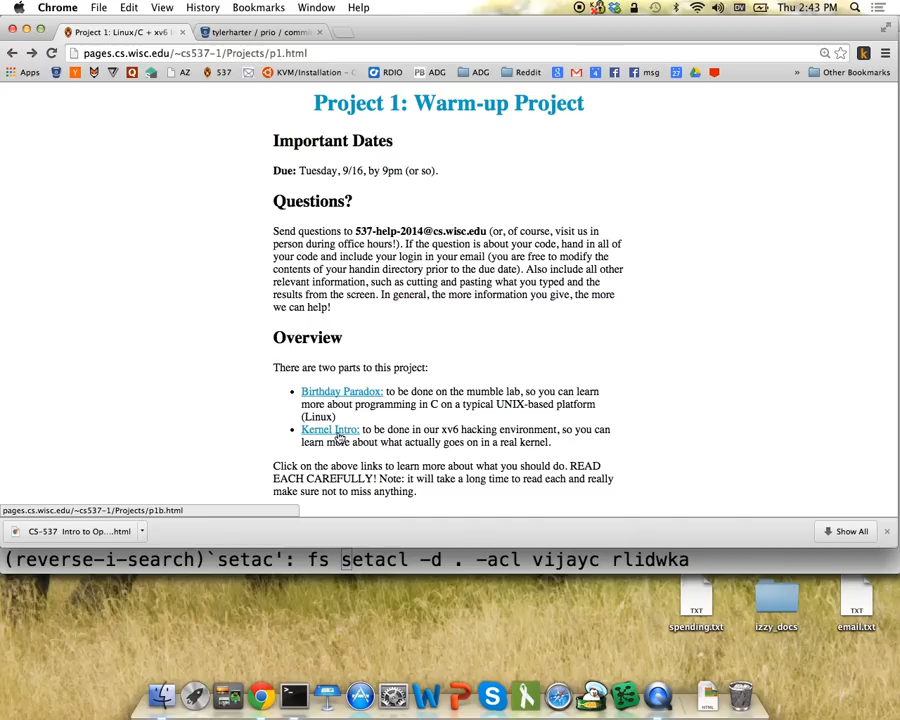 Chrome File Edit View History Bookmarks Window Help Thu 2:43 PM
Project 1: Linux/C + xv6 tylerharter / prio / comm
pages.cs.wisc.edu/~cs537-1/Projects/p1.html
Apps AZ 537 KVM/Installation - C RDIO PB ADG ADG Reddit msg » Other Bookmarks
Project 1: Warm-up Project
Important Dates
Due: Tuesday, 9/16, by 9pm (or so).
Questions?
Send questions to 537-help-2014@cs.wisc.edu (or, of course, visit us in
person during office hours!). If the question is about your code, hand in all of
your code and include your login in your email (you are free to modify the
contents of your handin directory prior to the due date). Also include all other
relevant information, such as cutting and pasting what you typed and the
results from the screen. In general, the more information you give, the more
we can help!
Overview
There are two parts to this project:
• Birthday Paradox: to be done on the mumble lab, so you can learn
more about programming in C on a typical UNIX-based platform
(Linux)
• Kernel Intro: to be done in our xv6 hacking environment, so you can
learn more about what actually goes on in a real kernel.
Click on the above links to learn more about what you should do. READ
EACH CAREFULLY! Note: it will take a long time to read each and really
make sure not to miss anything.
pages.cs.wisc.edu/~cs537-1/Projects/p1b.html
CS-537 Intro to Op....html Show All
(reverse-i-search)`setac': fs setacl -d . -acl vijayc rlidwka
TXT TXT
spending.txt izzy_docs email.txt